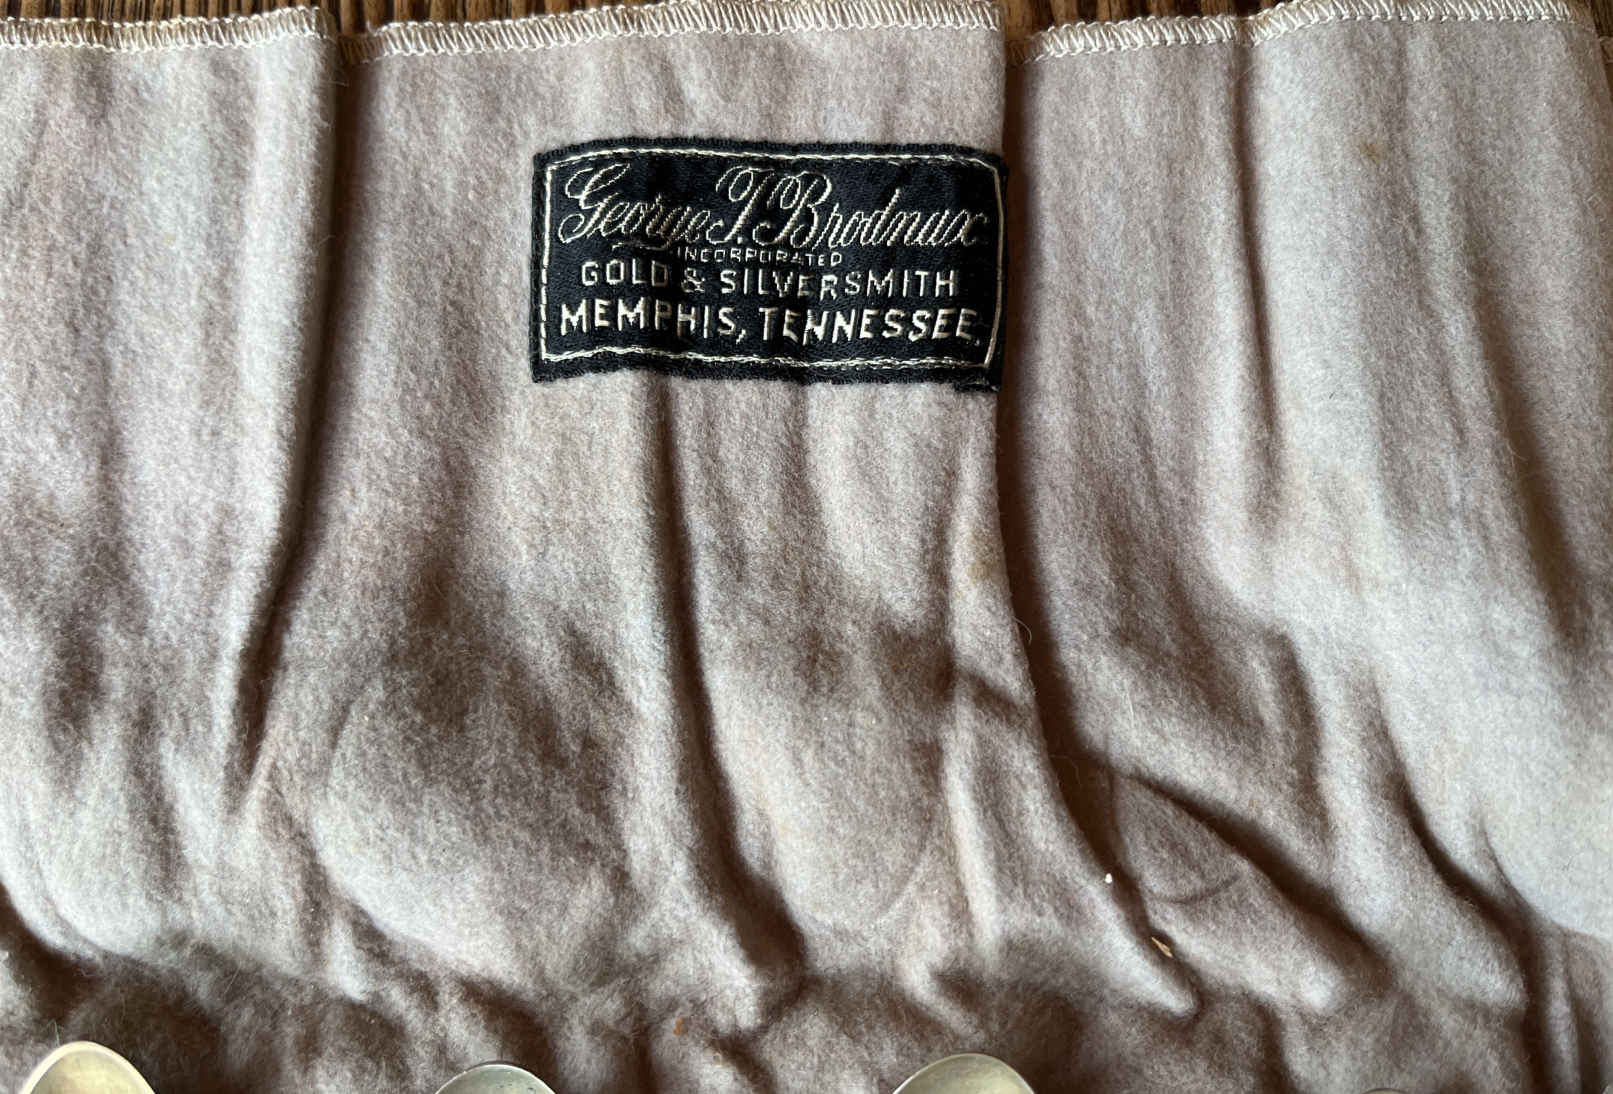 George T. Brodnax
INCORPORATED
GOLD & SILVERSMITH
MEMPHIS, TENNESSEE.